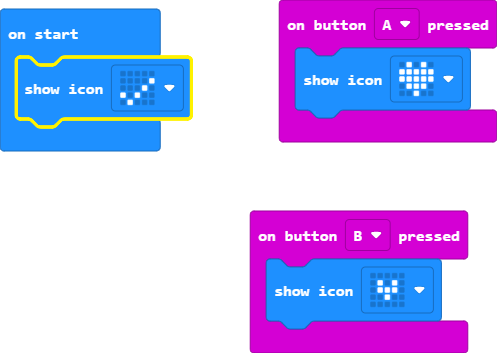 on start
show icon
on button A pressed
show icon
on button B pressed
show icon